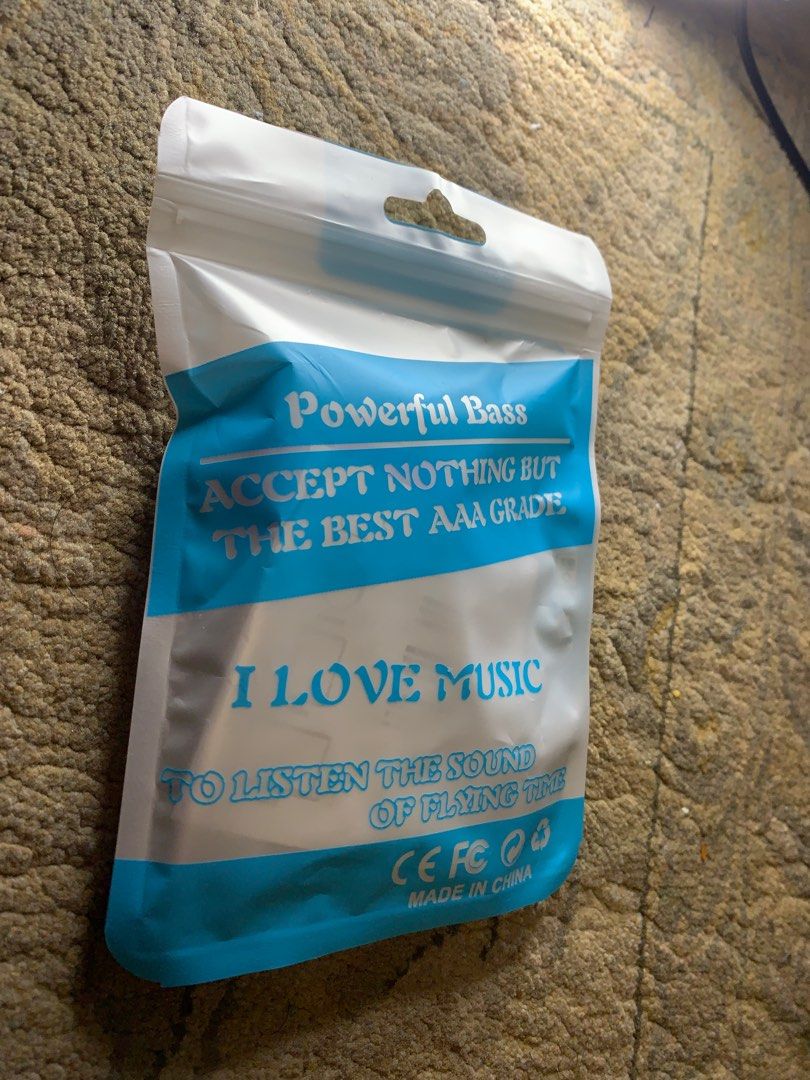 Powerful Bass
ACCEPT NOTHING BUT
THE BEST AAA GRADE
I LOVE MUSIC
TO LISTEN THE SOUND
OF FLYING TIME
CE FC
MADE IN CHINA